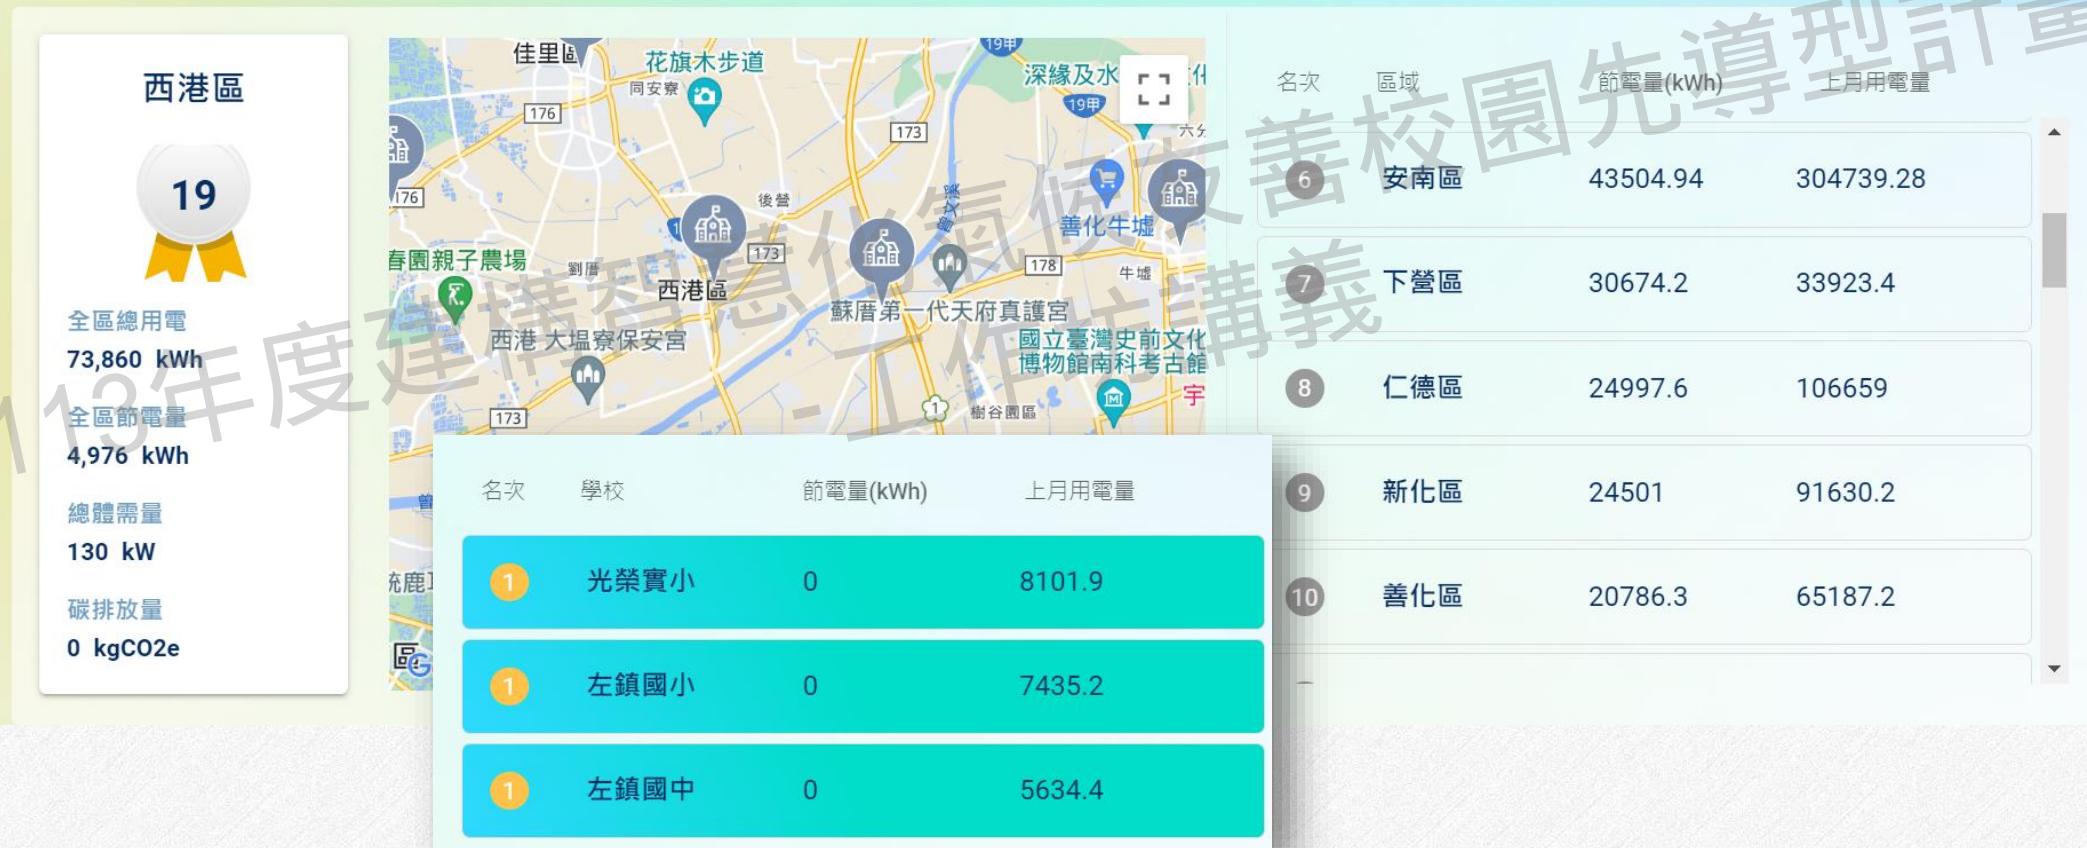 西港區
19
全區總用電
73,860 kWh
全區節電量
4,976 kWh
總體需量
130 kW
碳排放量
0 kgCO2e
佳里區
花旗木步道
同安寮
176
173
19甲
深緣及水
19甲
176
後營
善化牛墟
173
178
牛墟
春園親子農場
劉厝
西港區
蘇厝第一代天府真護宮
西港 大塭寮保安宮
國立臺灣史前文化
博物館南科考古館
173
1
樹谷園區
曾文溪
名次 區域 節電量(kWh) 上月用電量
6 安南區 43504.94 304739.28
7 下營區 30674.2 33923.4
8 仁德區 24997.6 106659
9 新化區 24501 91630.2
10 善化區 20786.3 65187.2
名次 學校 節電量(kWh) 上月用電量
1 光榮實小 0 8101.9
1 左鎮國小 0 7435.2
1 左鎮國中 0 5634.4
113年度建構智慧化氣候友善校園先導型計畫
-工作坊講義